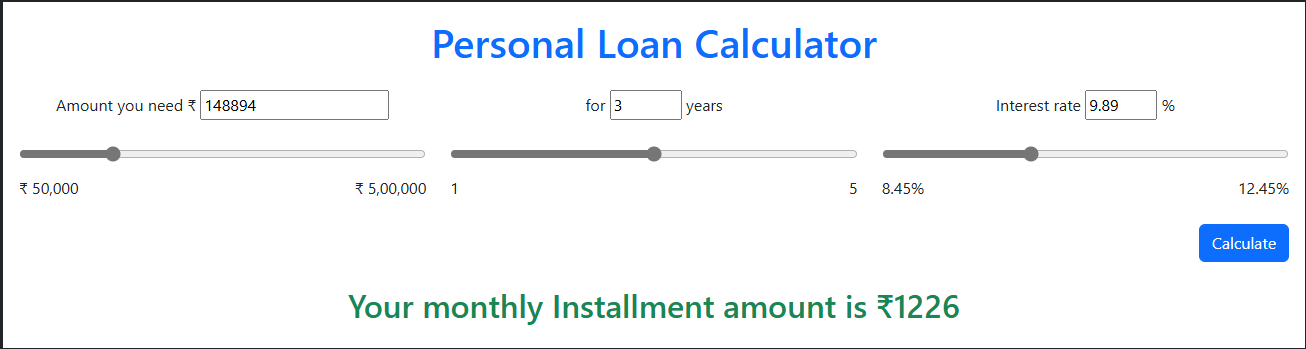 Personal Loan Calculator
Amount you need ₹ 148894 for 3 years Interest rate 9.89 %
₹ 50,000 ₹ 5,00,000 1 5 8.45% 12.45%
Calculate
Your monthly Installment amount is ₹1226